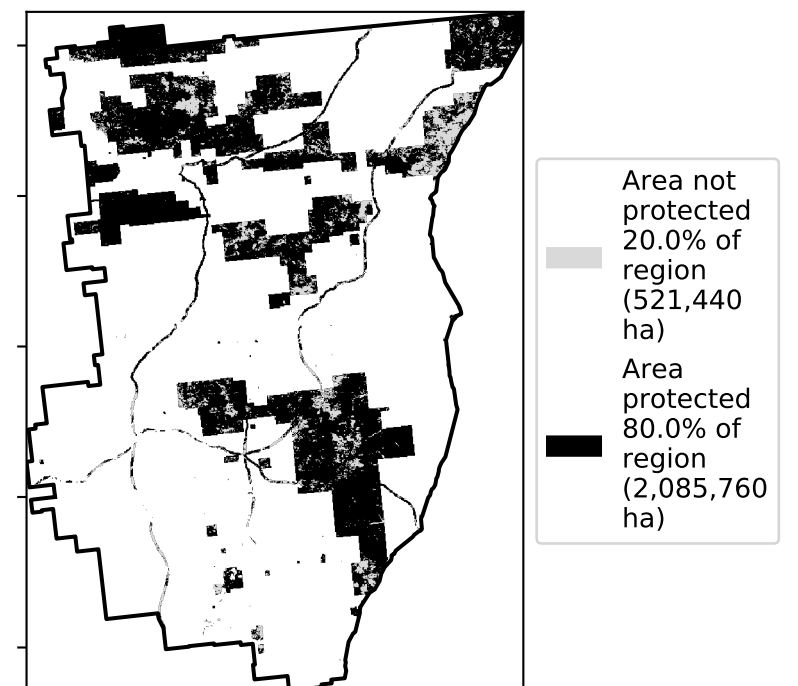 Area not
protected
20.0% of
region
(521,440
ha)
Area
protected
80.0% of
region
(2,085,760
ha)